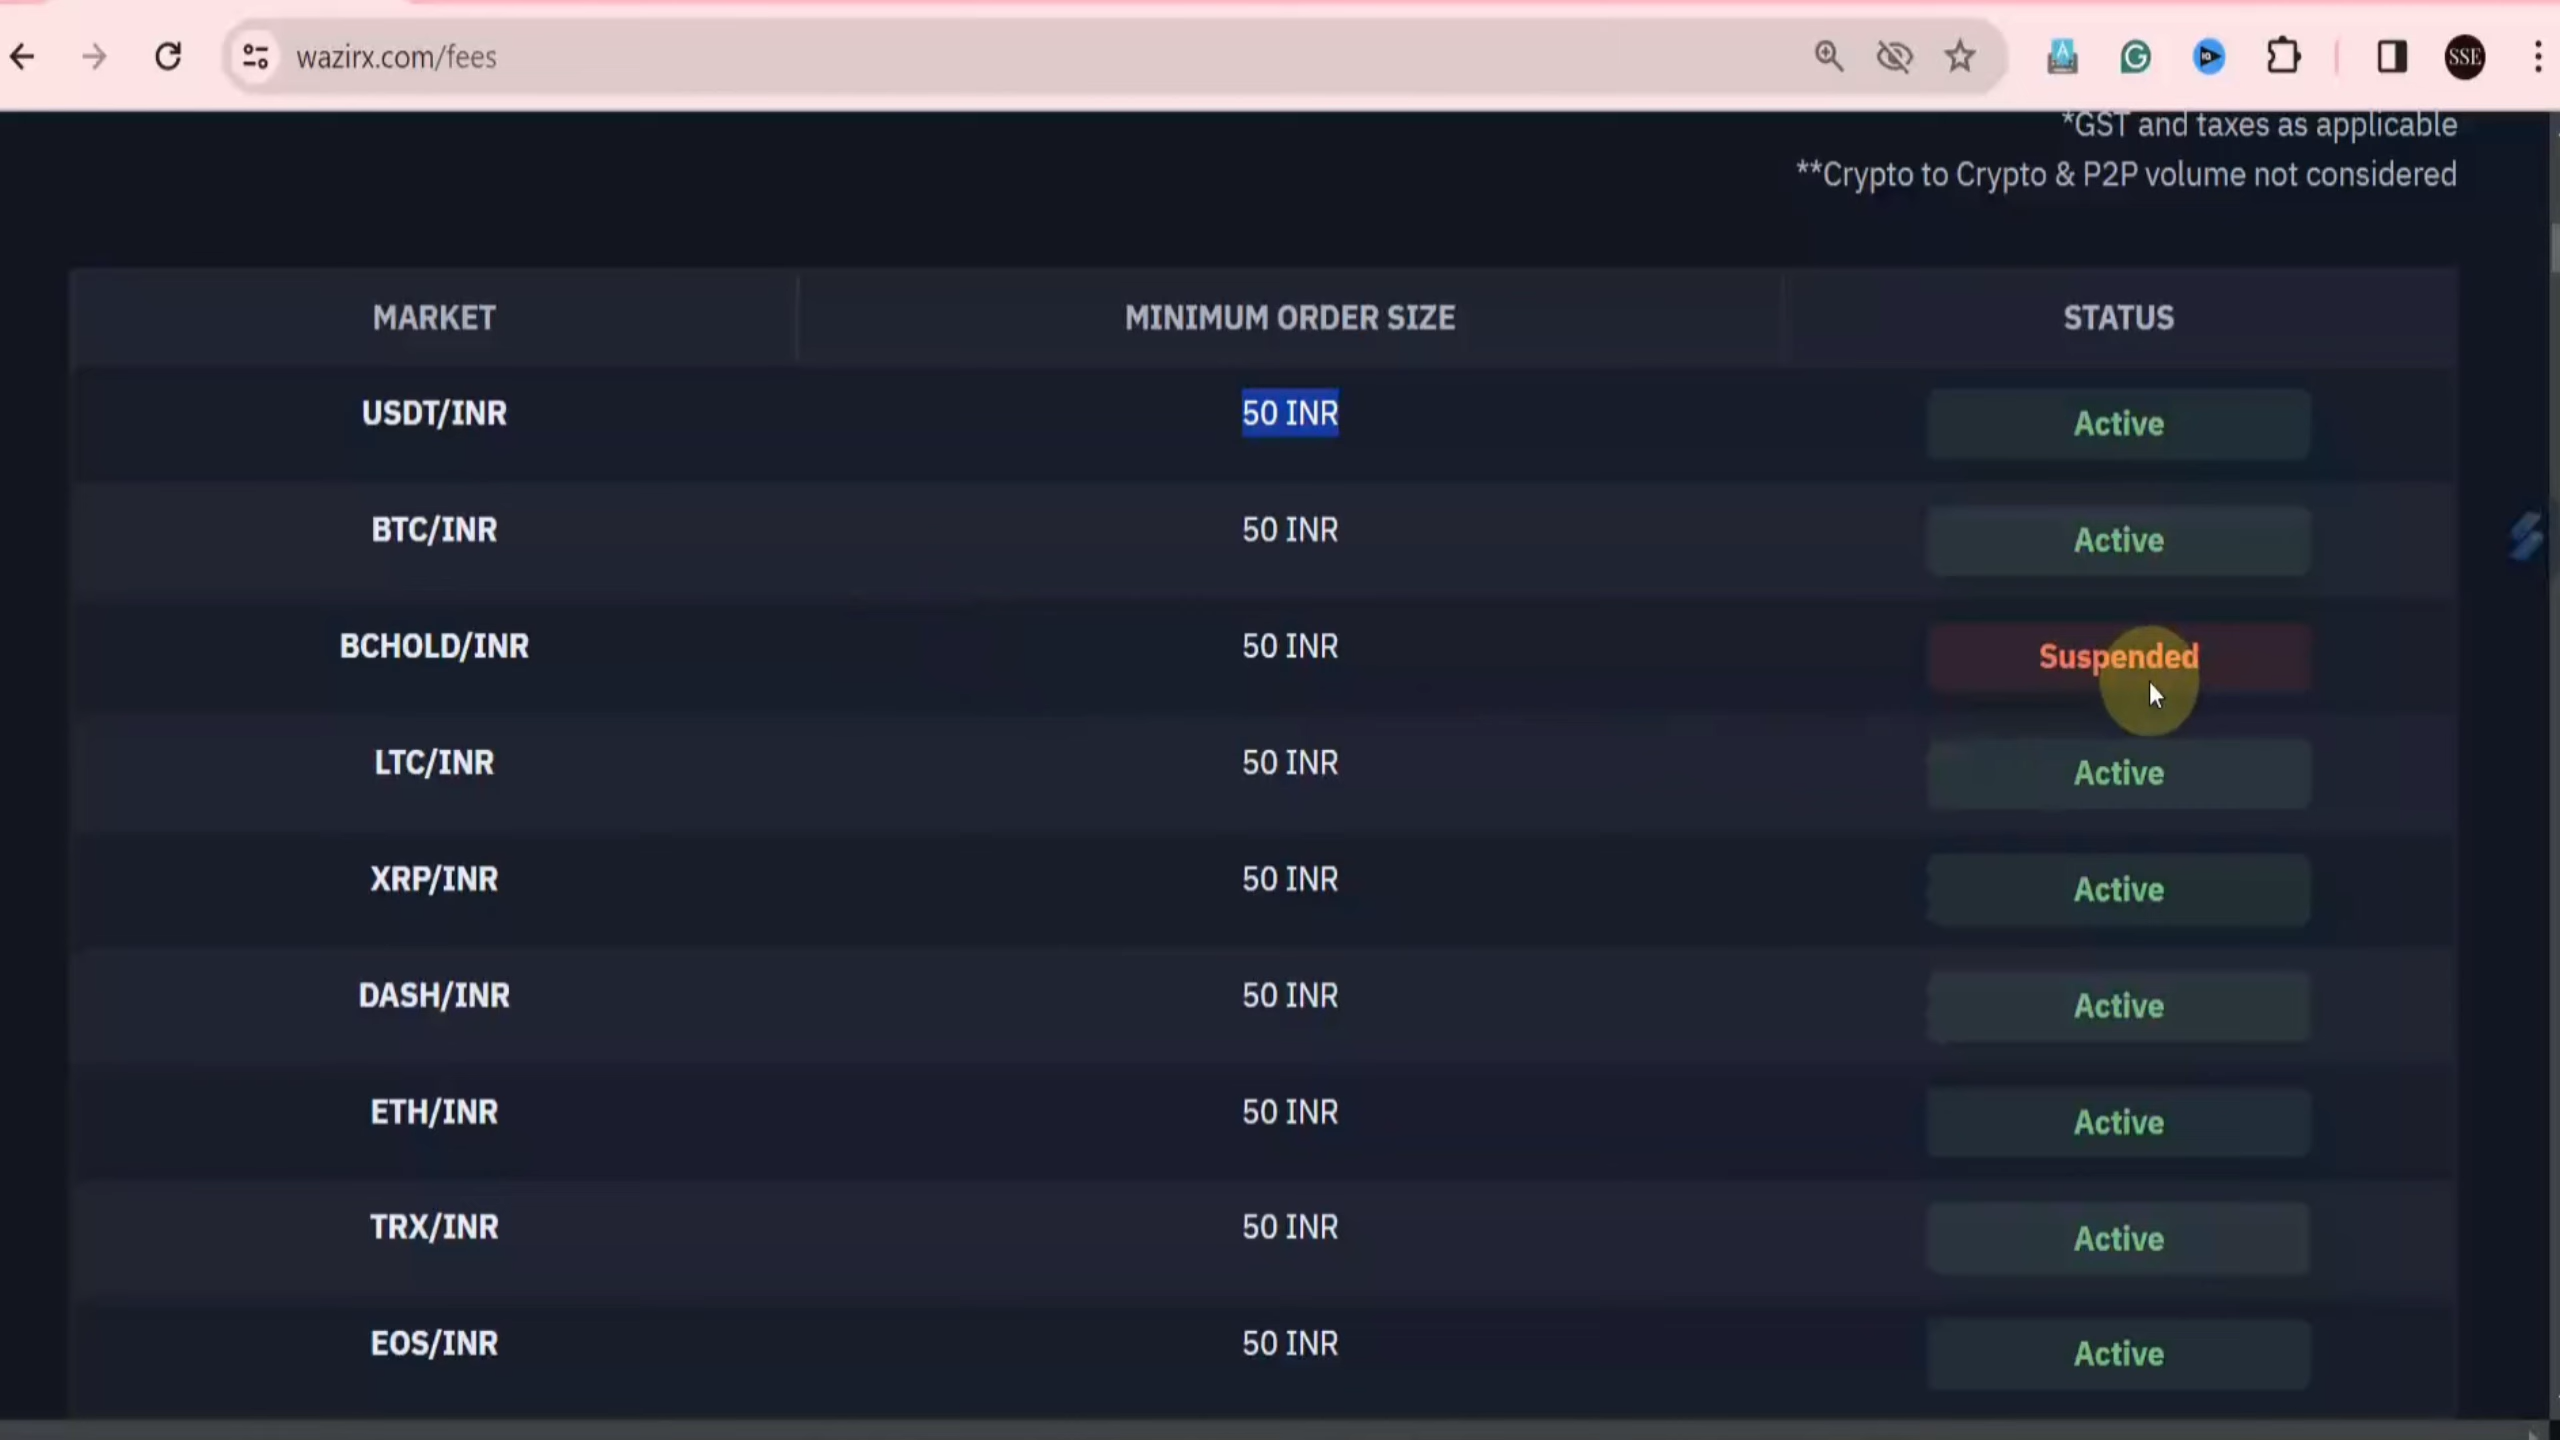 wazirx.com/fees
SSE
*GST and taxes as applicable
**Crypto to Crypto & P2P volume not considered
MARKET MINIMUM ORDER SIZE STATUS
USDT/INR 50 INR Active
BTC/INR 50 INR Active
BCHOLD/INR 50 INR Suspended
LTC/INR 50 INR Active
XRP/INR 50 INR Active
DASH/INR 50 INR Active
ETH/INR 50 INR Active
TRX/INR 50 INR Active
EOS/INR 50 INR Active